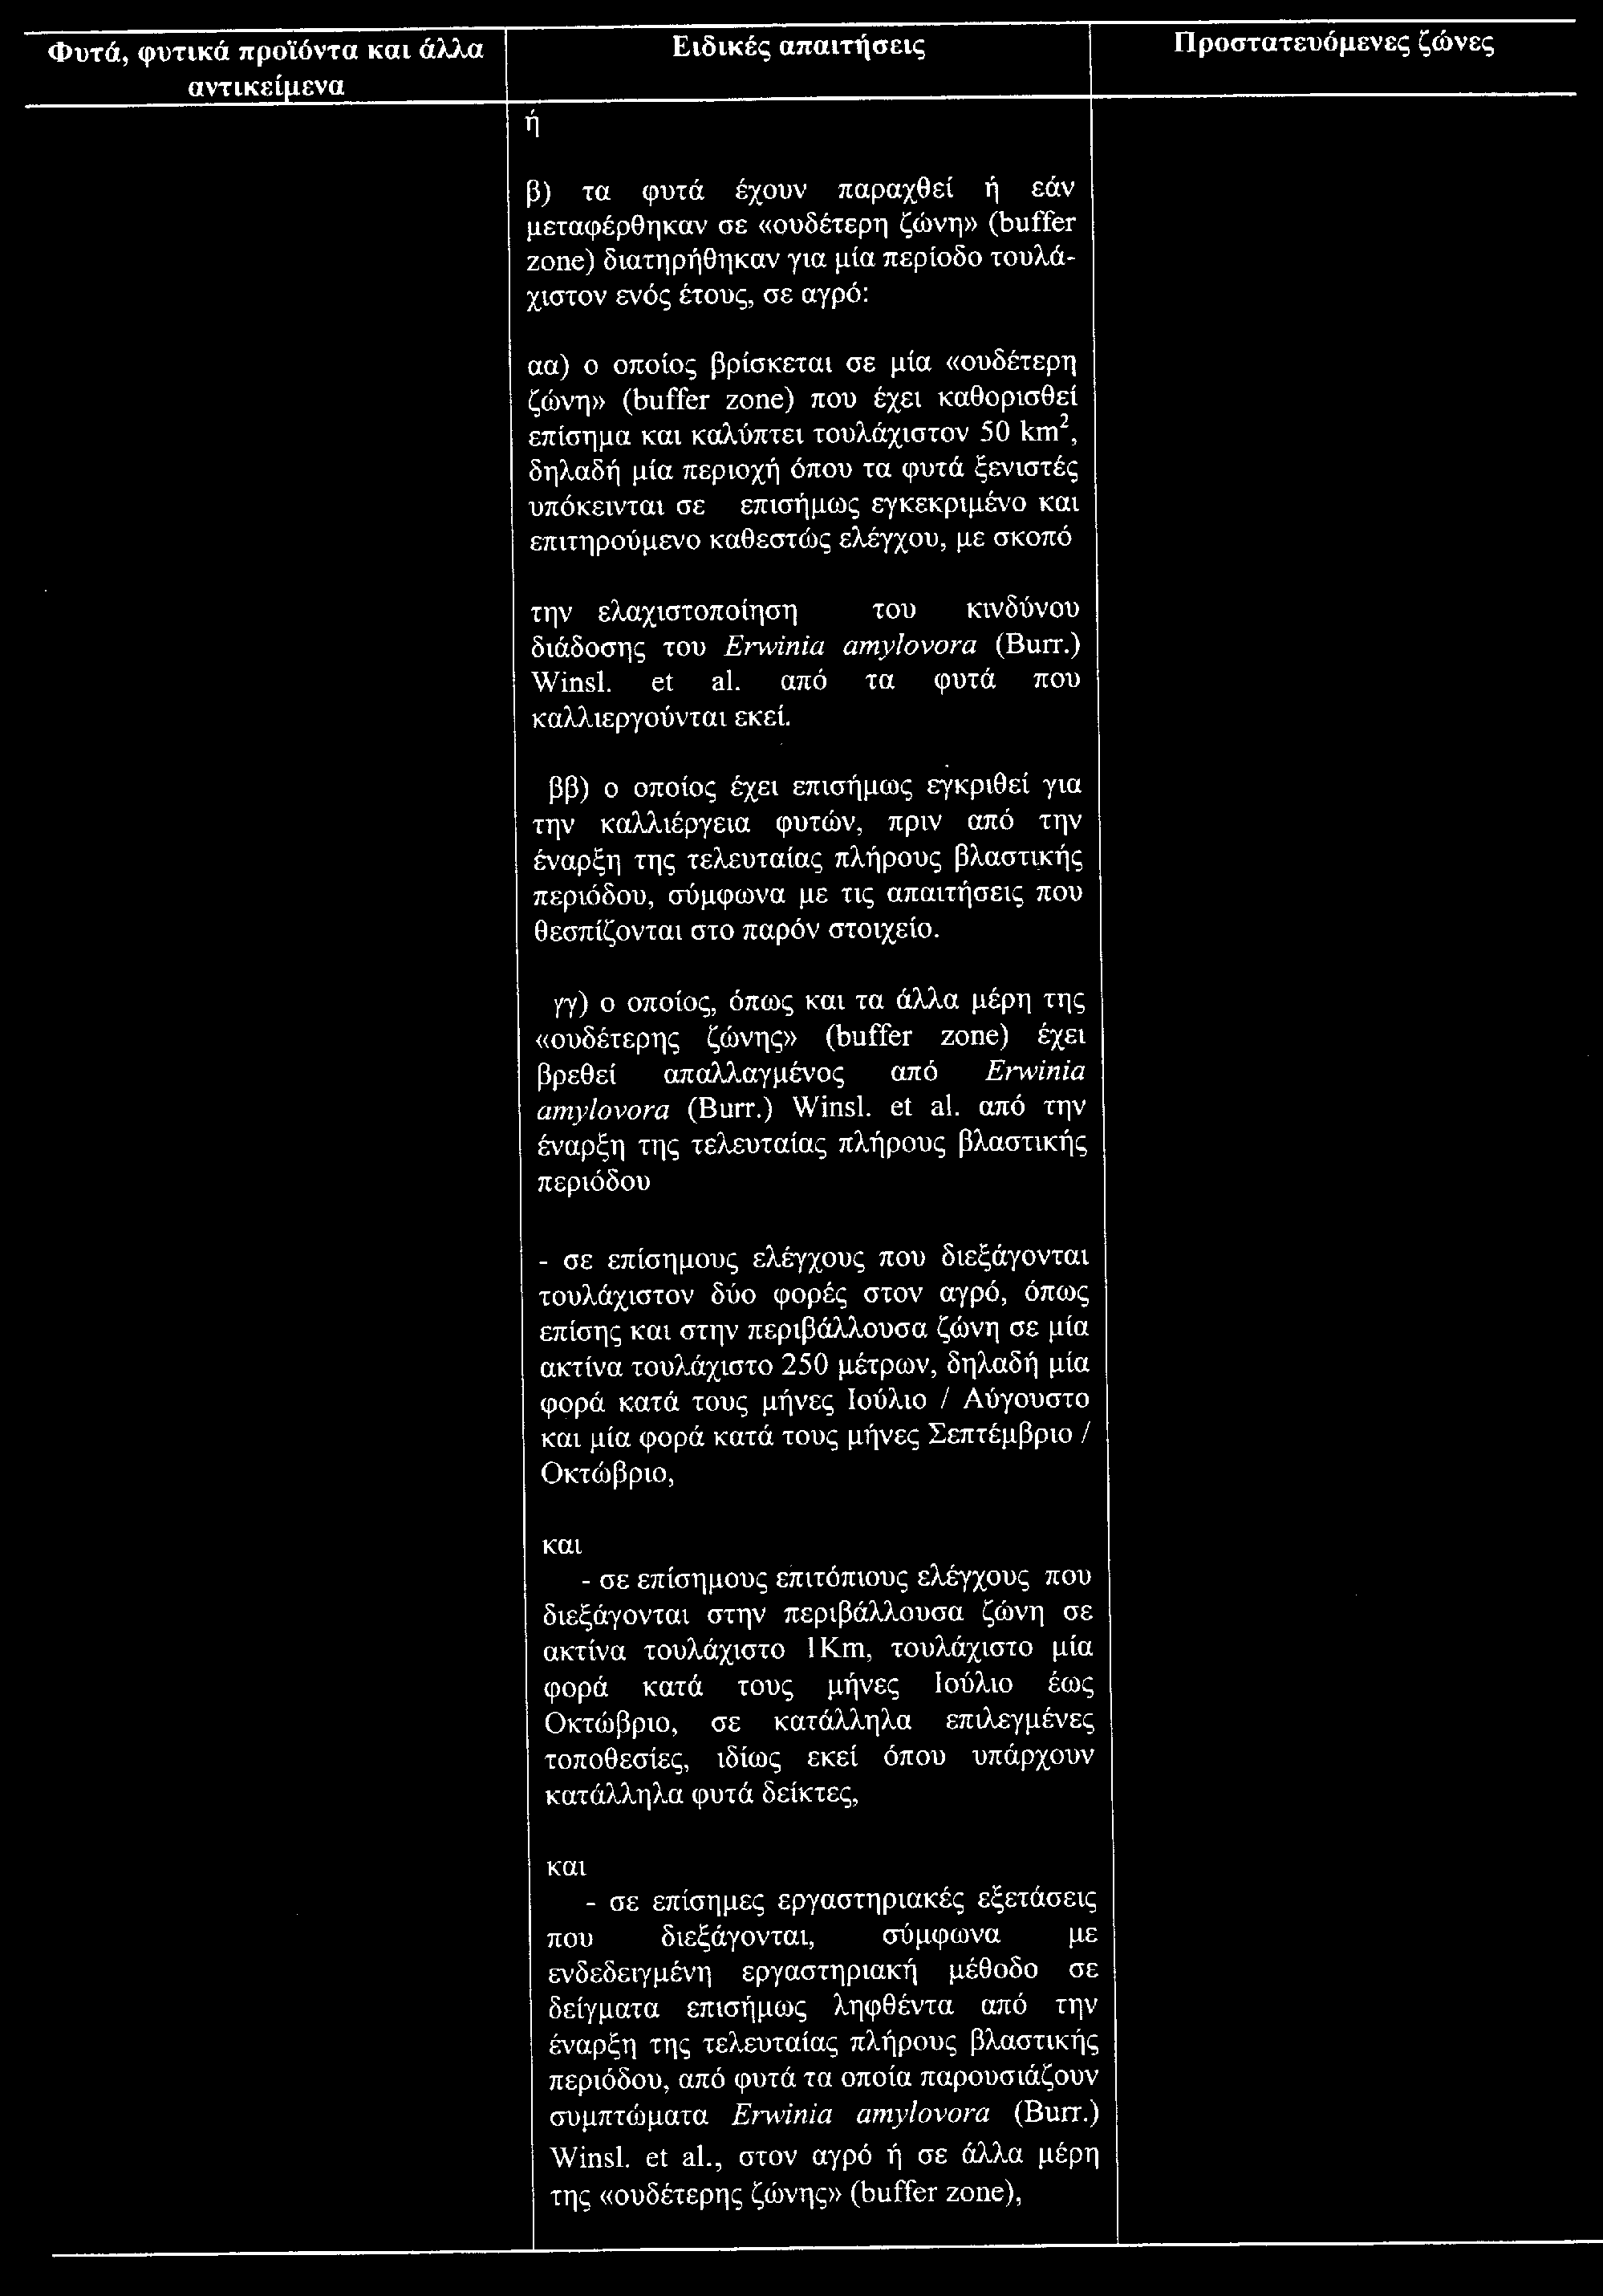 Φυτά, φυτικά προϊόντα και άλλα
αντικείμενα
Ειδικές απαιτήσεις
Προστατευόμενες ζώνες
ή
β) τα φυτά έχουν παραχθεί ή εάν
μεταφέρθηκαν σε «ουδέτερη ζώνη» (buffer
zone) διατηρήθηκαν για μία περίοδο τουλά-
χιστον ενός έτους, σε αγρό:
αα) ο οποίος βρίσκεται σε μία «ουδέτερη
ζώνη» (buffer zone) που έχει καθορισθεί
επίσημα και καλύπτει τουλάχιστον 50 km²,
δηλαδή μία περιοχή όπου τα φυτά ξενιστές
υπόκεινται σε επισήμως εγκεκριμένο και
επιτηρούμενο καθεστώς ελέγχου, με σκοπό
την ελαχιστοποίηση του κινδύνου
διάδοσης του Erwinia amylovora (Burr.)
Winsl. et al. από τα φυτά που
καλλιεργούνται εκεί.
ββ) ο οποίος έχει επισήμως εγκριθεί για
την καλλιέργεια φυτών, πριν από την
έναρξη της τελευταίας πλήρους βλαστικής
περιόδου, σύμφωνα με τις απαιτήσεις που
θεσπίζονται στο παρόν στοιχείο.
γγ) ο οποίος, όπως και τα άλλα μέρη της
«ουδέτερης ζώνης» (buffer zone) έχει
βρεθεί απαλλαγμένος από Erwinia
amylovora (Burr.) Winsl. et al. από την
έναρξη της τελευταίας πλήρους βλαστικής
περιόδου
- σε επίσημους ελέγχους που διεξάγονται
τουλάχιστον δύο φορές στον αγρό, όπως
επίσης και στην περιβάλλουσα ζώνη σε μία
ακτίνα τουλάχιστο 250 μέτρων, δηλαδή μία
φορά κατά τους μήνες Ιούλιο / Αύγουστο
και μία φορά κατά τους μήνες Σεπτέμβριο /
Οκτώβριο,
και
- σε επίσημους επιτόπιους ελέγχους που
διεξάγονται στην περιβάλλουσα ζώνη σε
ακτίνα τουλάχιστο 1Km, τουλάχιστο μία
φορά κατά τους μήνες Ιούλιο έως
Οκτώβριο, σε κατάλληλα επιλεγμένες
τοποθεσίες, ιδίως εκεί όπου υπάρχουν
κατάλληλα φυτά δείκτες,
και
- σε επίσημες εργαστηριακές εξετάσεις
που διεξάγονται, σύμφωνα με
ενδεδειγμένη εργαστηριακή μέθοδο σε
δείγματα επισήμως ληφθέντα από την
έναρξη της τελευταίας πλήρους βλαστικής
περιόδου, από φυτά τα οποία παρουσιάζουν
συμπτώματα Erwinia amylovora (Burr.)
Winsl. et al., στον αγρό ή σε άλλα μέρη
της «ουδέτερης ζώνης» (buffer zone),